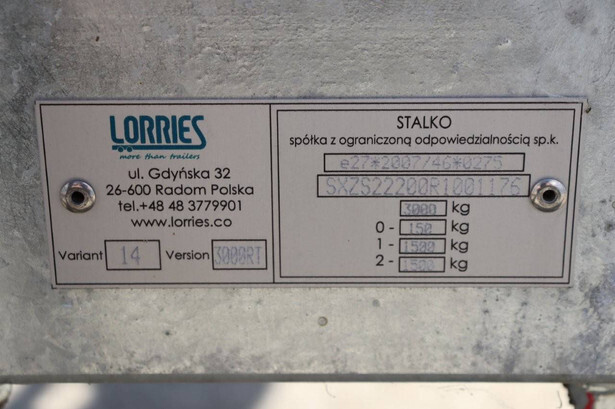 LORRIES
more than trailers
ul. Gdyńska 32
26-600 Radom Polska
tel.+48 48 3779901
www.lorries.co
Variant 14 Version 3000RT
STALKO
spółka z ograniczoną odpowiedzialnością sp.k.
e27*2007/46*0275
SXZS22200R1001176
3000 kg
0 - 150 kg
1 - 1500 kg
2 - 1500 kg